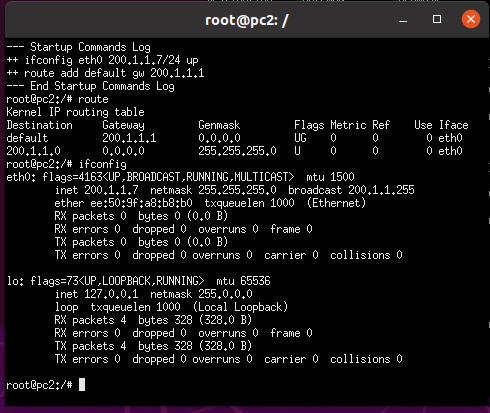 root@pc2: /
--- Startup Commands Log
++ ifconfig eth0 200.1.1.7/24 up
++ route add default gw 200.1.1.1
--- End Startup Commands Log
root@pc2:/# route
Kernel IP routing table
Destination     Gateway         Genmask         Flags Metric Ref    Use Iface
default         200.1.1.1       0.0.0.0         UG    0      0        0 eth0
200.1.1.0       0.0.0.0         255.255.255.0   U     0      0        0 eth0
root@pc2:/# ifconfig
eth0: flags=4163<UP,BROADCAST,RUNNING,MULTICAST>  mtu 1500
        inet 200.1.1.7  netmask 255.255.255.0  broadcast 200.1.1.255
        ether ee:50:9f:a8:b8:b0  txqueuelen 1000  (Ethernet)
        RX packets 0  bytes 0 (0.0 B)
        RX errors 0  dropped 0  overruns 0  frame 0
        TX packets 0  bytes 0 (0.0 B)
        TX errors 0  dropped 0 overruns 0  carrier 0  collisions 0
lo: flags=73<UP,LOOPBACK,RUNNING>  mtu 65536
        inet 127.0.0.1  netmask 255.0.0.0
        loop  txqueuelen 1000  (Local Loopback)
        RX packets 4  bytes 328 (328.0 B)
        RX errors 0  dropped 0  overruns 0  frame 0
        TX packets 4  bytes 328 (328.0 B)
        TX errors 0  dropped 0 overruns 0  carrier 0  collisions 0
root@pc2:/#